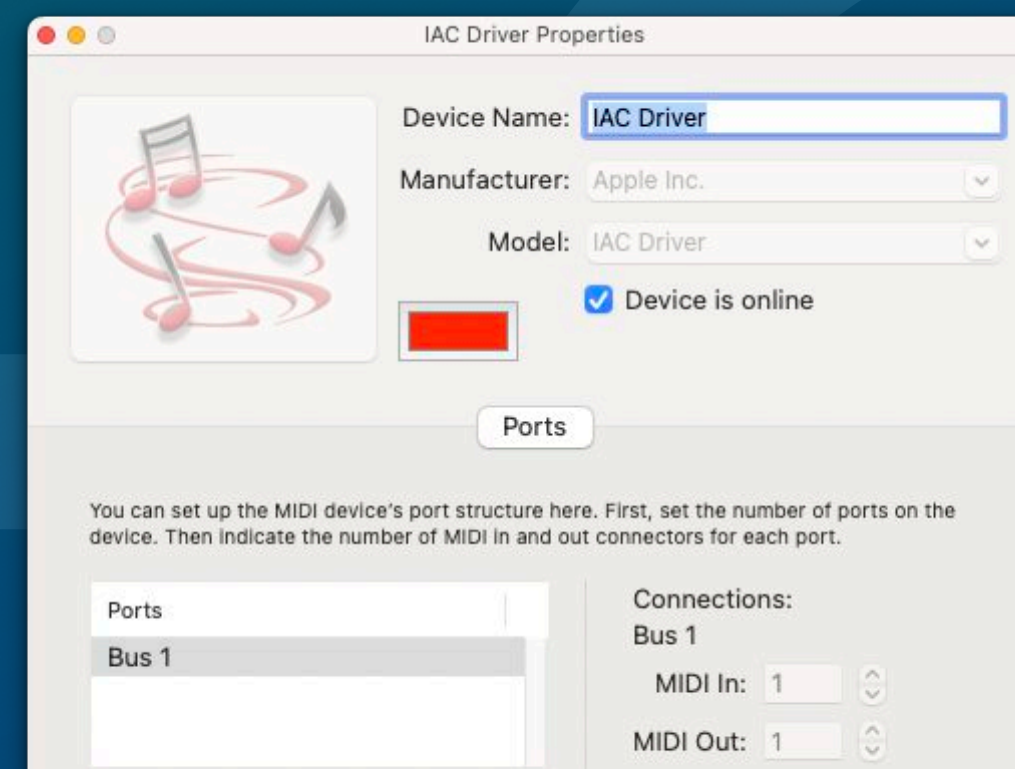 IAC Driver Properties
Device Name: IAC Driver
Manufacturer: Apple Inc.
Model: IAC Driver
Device is online
Ports
You can set up the MIDI device's port structure here. First, set the number of ports on the
device. Then indicate the number of MIDI in and out connectors for each port.
Ports
Bus 1
Connections:
Bus 1
MIDI In: 1
MIDI Out: 1